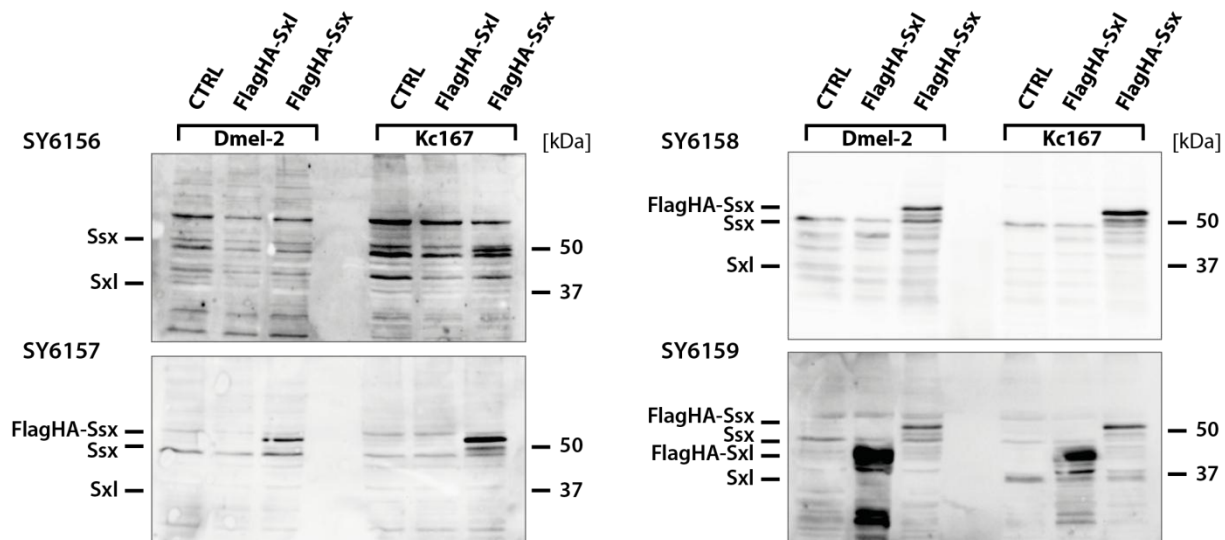 CTRL
FlagHA-Sxl
FlagHA-Ssx
CTRL
FlagHA-Sxl
FlagHA-Ssx
SY6156
Dmel-2
Kc167
[kDa]
Ssx
50
Sxl
37
SY6157
FlagHA-Ssx
Ssx
50
Sxl
37
CTRL
FlagHA-Sxl
FlagHA-Ssx
CTRL
FlagHA-Sxl
FlagHA-Ssx
SY6158
Dmel-2
Kc167
[kDa]
FlagHA-Ssx
Ssx
50
Sxl
37
SY6159
FlagHA-Ssx
Ssx
50
FlagHA-Sxl
37
Sxl